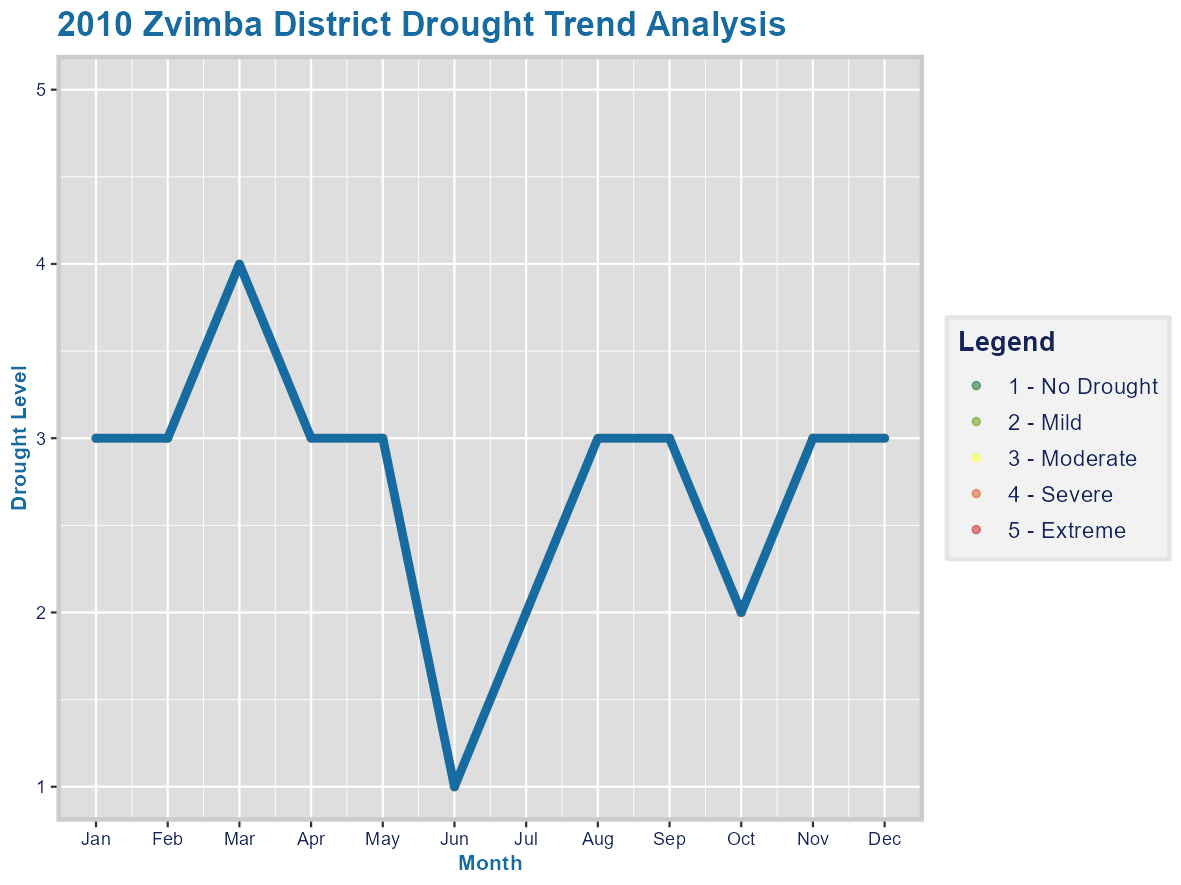 2010 Zvimba District Drought Trend Analysis
Drought Level
5
4
3
2
1
Jan Feb Mar Apr May Jun Jul Aug Sep Oct Nov Dec
Month
Legend
1 - No Drought
2 - Mild
3 - Moderate
4 - Severe
5 - Extreme